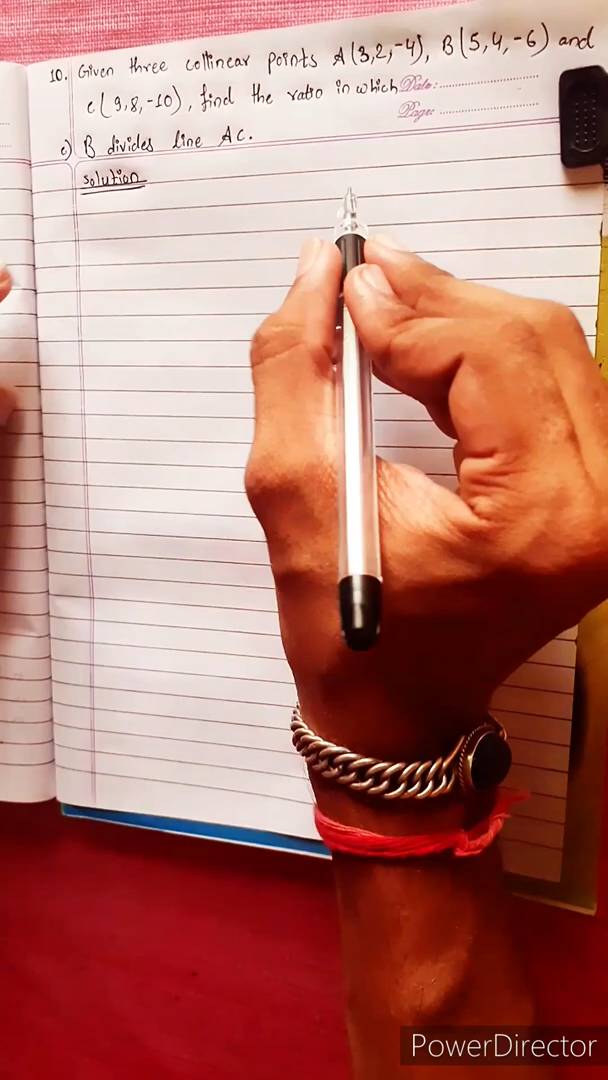 10. Given three collinear points A(3,2,-4), B(5,4,-6) and
c(9,8,-10), find the ratio in which
Date:
Page:
c) B divides line AC.
solution
PowerDirector